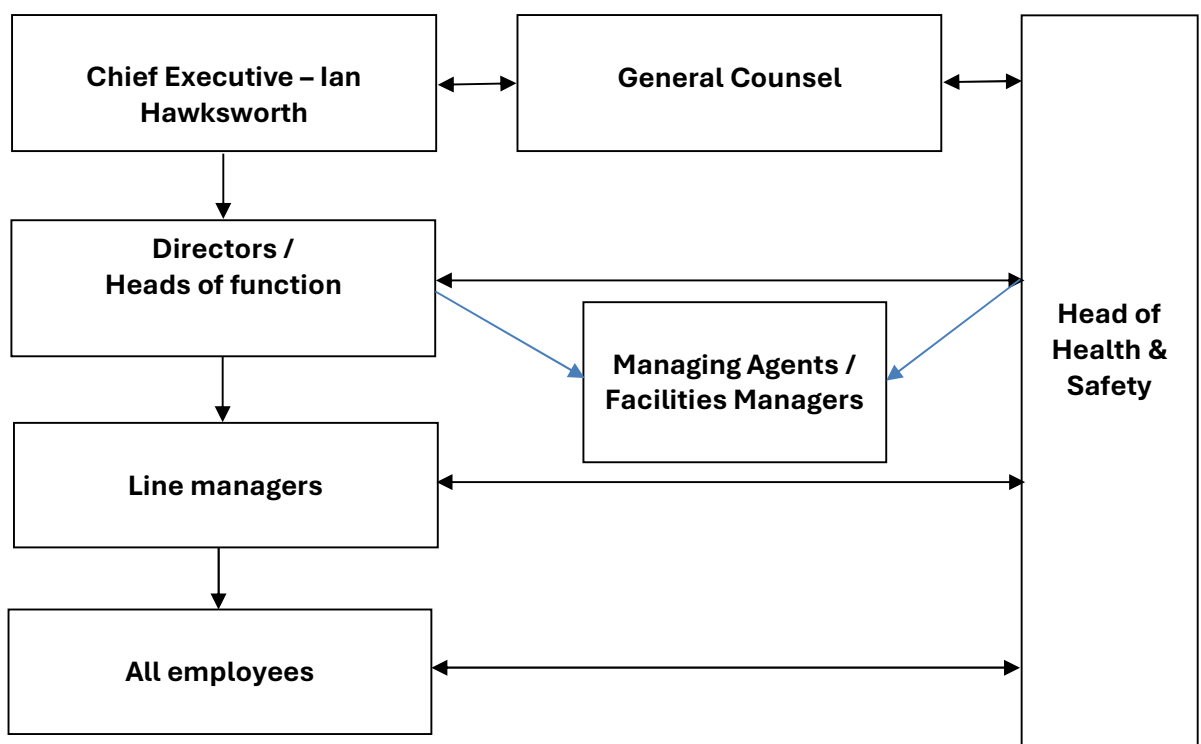 Chief Executive – Ian
Hawksworth
General Counsel
Directors /
Heads of function
Head of
Health &
Safety
Managing Agents /
Facilities Managers
Line managers
All employees